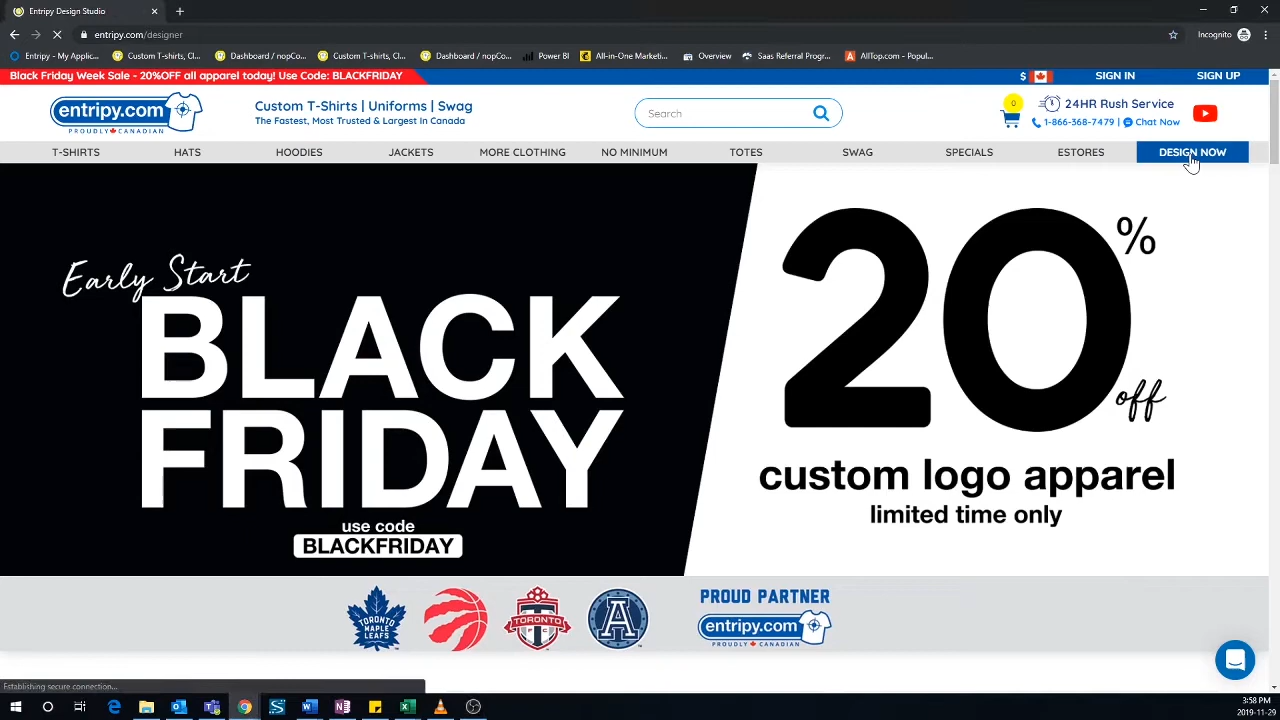 Entripy Design Studio
entripy.com/designer
Incognito
Entripy - My Applic...
Custom T-shirts, Cl...
Dashboard / nopCo...
Custom T-shirts, Cl...
Dashboard / nopCo...
Power BI
All-in-One Marketi...
Overview
Saas Referral Progr...
AllTop.com - Popul...
Black Friday Week Sale - 20%OFF all apparel today! Use Code: BLACKFRIDAY
$
SIGN IN
SIGN UP
entripy.com
PROUDLY CANADIAN
Custom T-Shirts | Uniforms | Swag
The Fastest, Most Trusted & Largest in Canada
Search
0
24HR Rush Service
1-866-368-7479 | Chat Now
T-SHIRTS
HATS
HOODIES
JACKETS
MORE CLOTHING
NO MINIMUM
TOTES
SWAG
SPECIALS
ESTORES
DESIGN NOW
Early Start
BLACK
FRIDAY
use code
BLACKFRIDAY
20%
off
custom logo apparel
limited time only
TORONTO
MAPLE
LEAFS
TORONTO
FC
A
PROUD PARTNER
entripy.com
PROUDLY CANADIAN
Establishing secure connection...
3:58 PM
2019-11-29